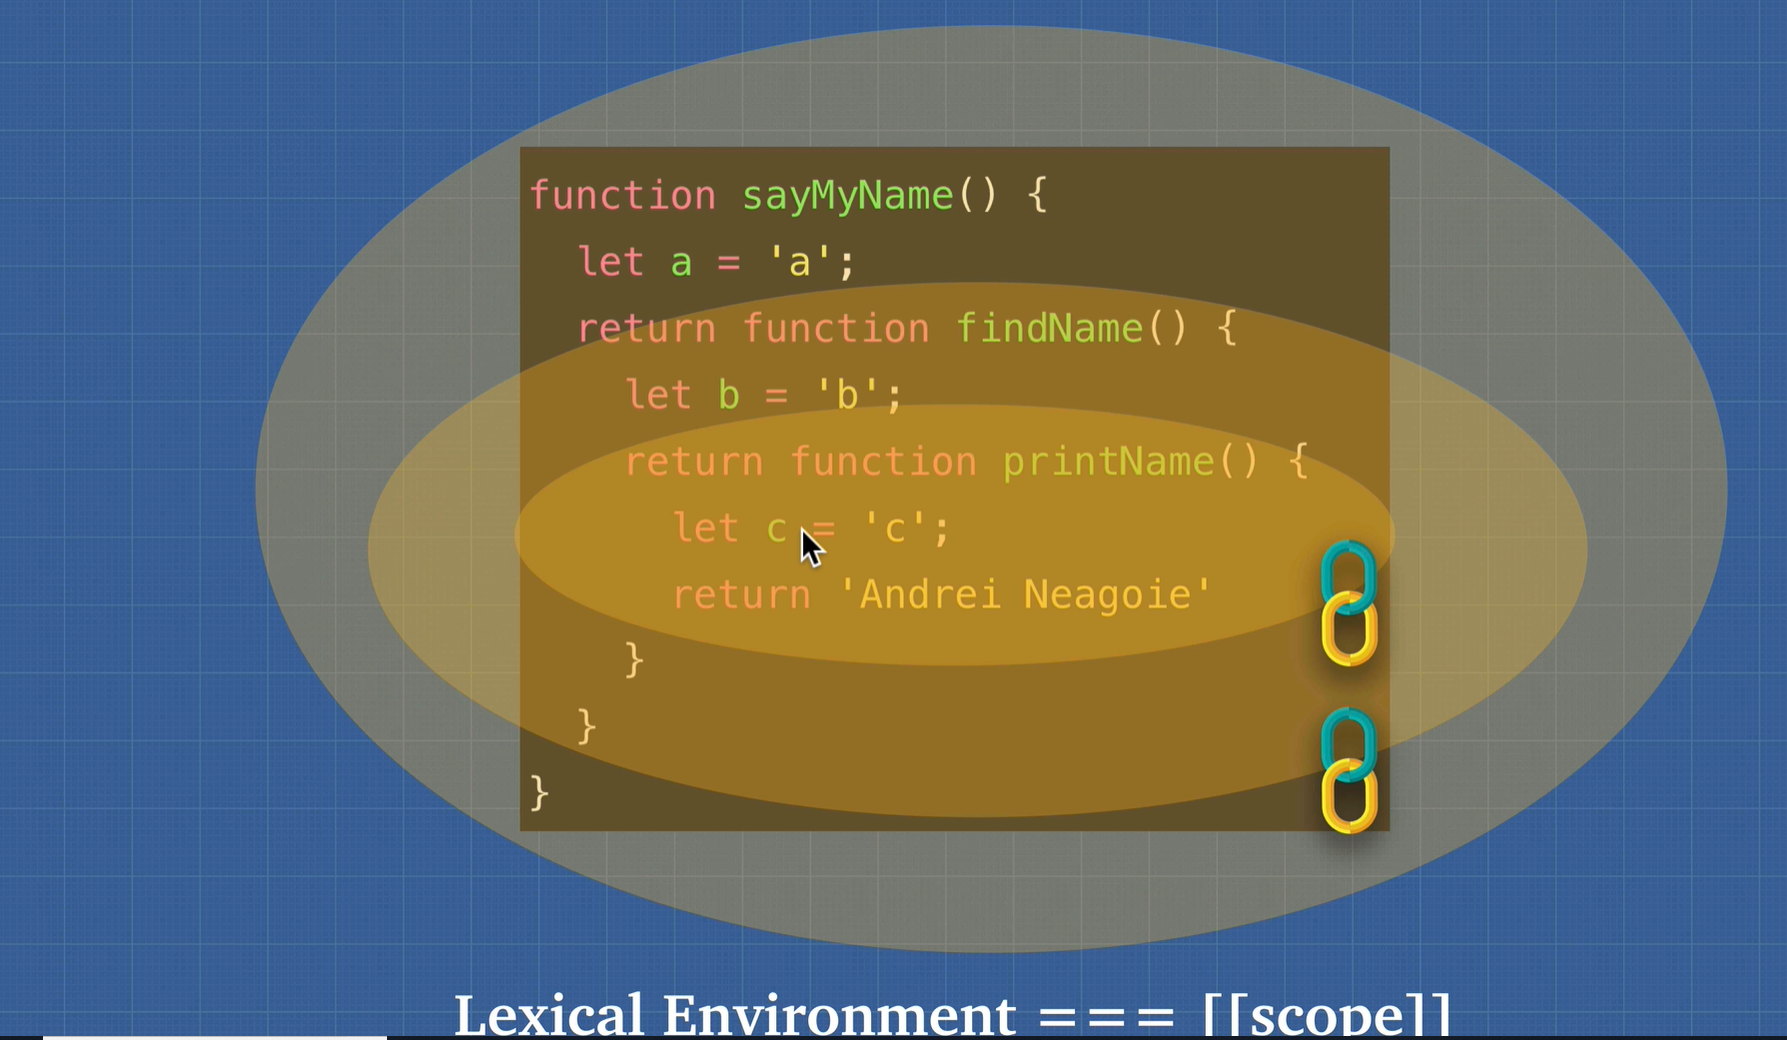 function sayMyName() {
let a = 'a';
return function findName() {
let b = 'b';
return function printName() {
let c = 'c';
return 'Andrei Neagoie'
}
}
}
Lexical Environment === [[scope]]